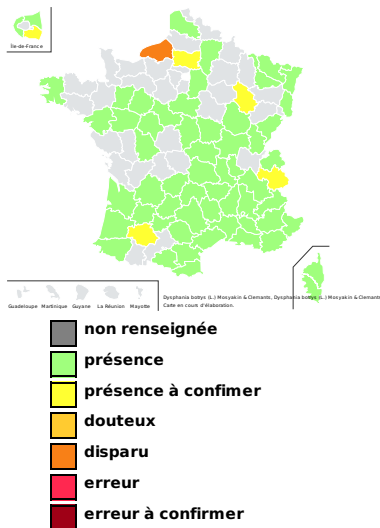 Île-de-France
Guadeloupe Martinique Guyane La Réunion Mayotte
Dysphania botrys (L.) Mosyakin & Clemants, Dysphania botrys (L.) Mosyakin & Clemants
Carte en cours d'élaboration.
non renseignée
présence
présence à confimer
douteux
disparu
erreur
erreur à confirmer